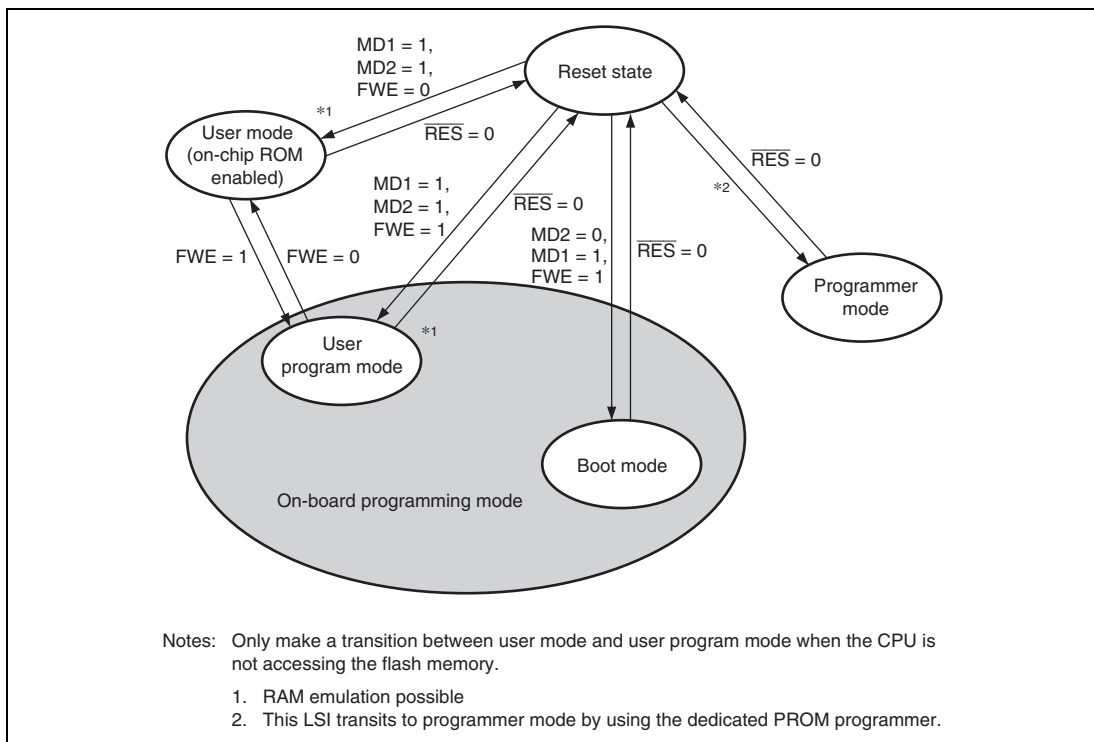 MD1 = 1,
MD2 = 1,
FWE = 0
*1
Reset state
RES = 0
User mode
(on-chip ROM
enabled)
RES = 0
*2
MD1 = 1,
MD2 = 1,
FWE = 1
RES = 0
MD2 = 0,
MD1 = 1,
FWE = 1
RES = 0
FWE = 1
FWE = 0
Programmer
mode
User
program mode
*1
Boot mode
On-board programming mode
Notes: Only make a transition between user mode and user program mode when the CPU is
not accessing the flash memory.
1. RAM emulation possible
2. This LSI transits to programmer mode by using the dedicated PROM programmer.